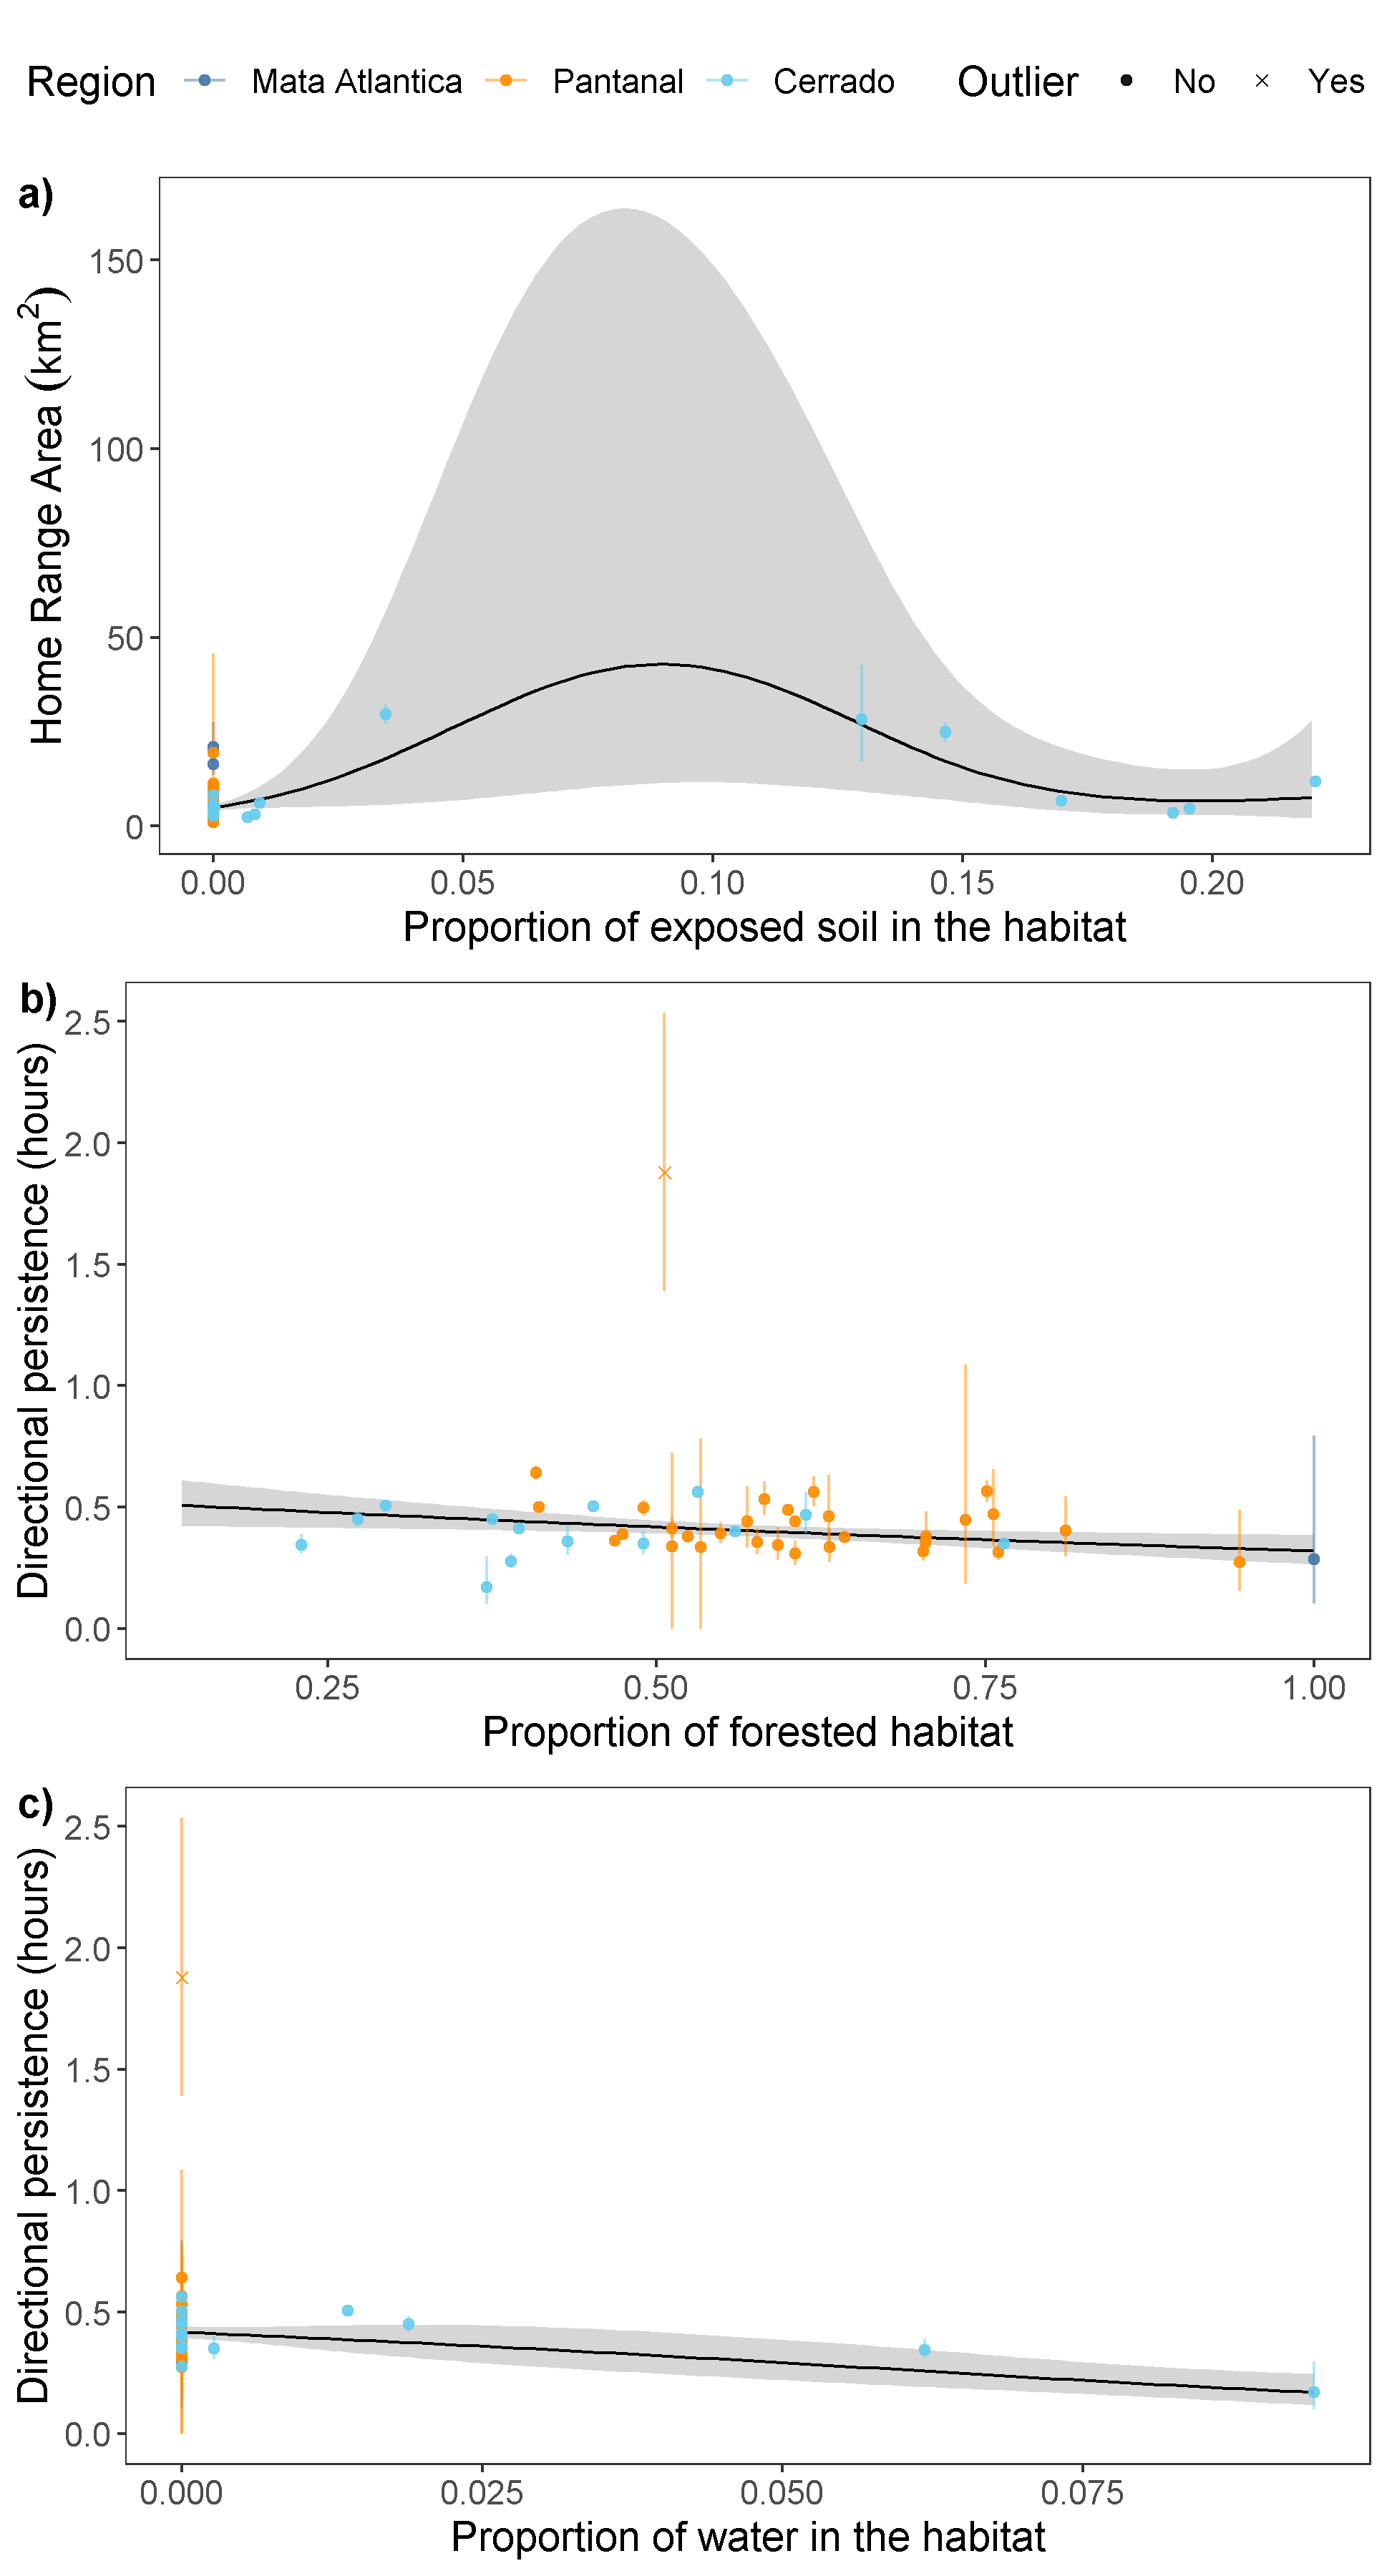 Region Mata Atlantica Pantanal Cerrado Outlier No Yes
a)
Home Range Area (km²)
150
100
50
0
0.00 0.05 0.10 0.15 0.20
Proportion of exposed soil in the habitat
b)
Directional persistence (hours)
2.5
2.0
1.5
1.0
0.5
0.0
0.25 0.50 0.75 1.00
Proportion of forested habitat
c)
Directional persistence (hours)
2.5
2.0
1.5
1.0
0.5
0.0
0.000 0.025 0.050 0.075
Proportion of water in the habitat